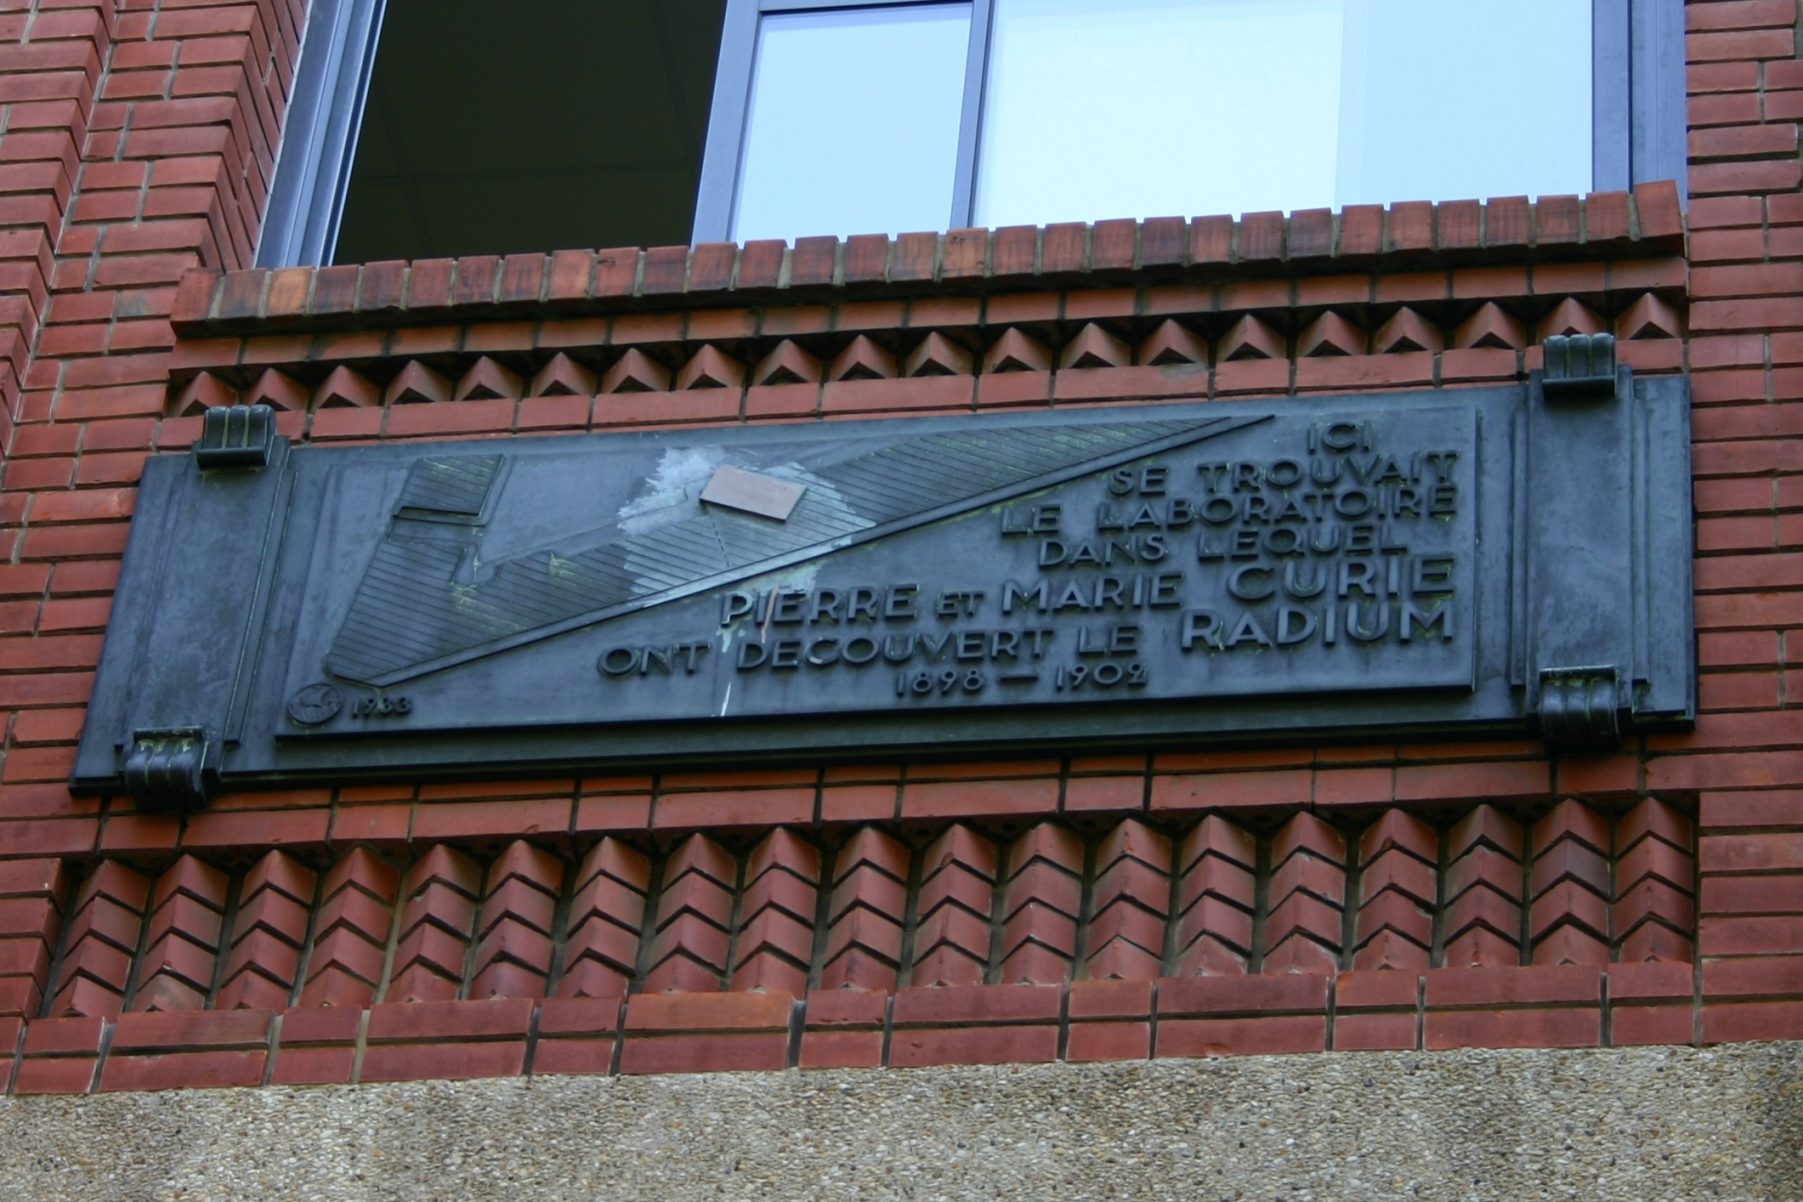 ICI
SE TROUVAIT
LE LABORATOIRE
DANS LEQUEL
PIERRE ET MARIE CURIE
ONT DECOUVERT LE RADIUM
1898 — 1902
1933